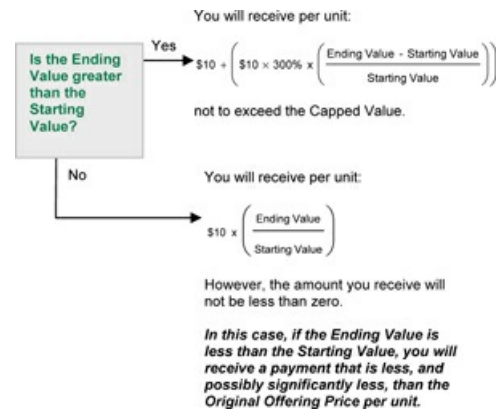 You will receive per unit:
Is the Ending
Value greater
than the
Starting
Value?
Yes
$10 + ($10 × 300% x (Ending Value - Starting Value
Starting Value))
not to exceed the Capped Value.
No
You will receive per unit:
$10 x (Ending Value
Starting Value)
However, the amount you receive will
not be less than zero.
In this case, if the Ending Value is
less than the Starting Value, you will
receive a payment that is less, and
possibly significantly less, than the
Original Offering Price per unit.